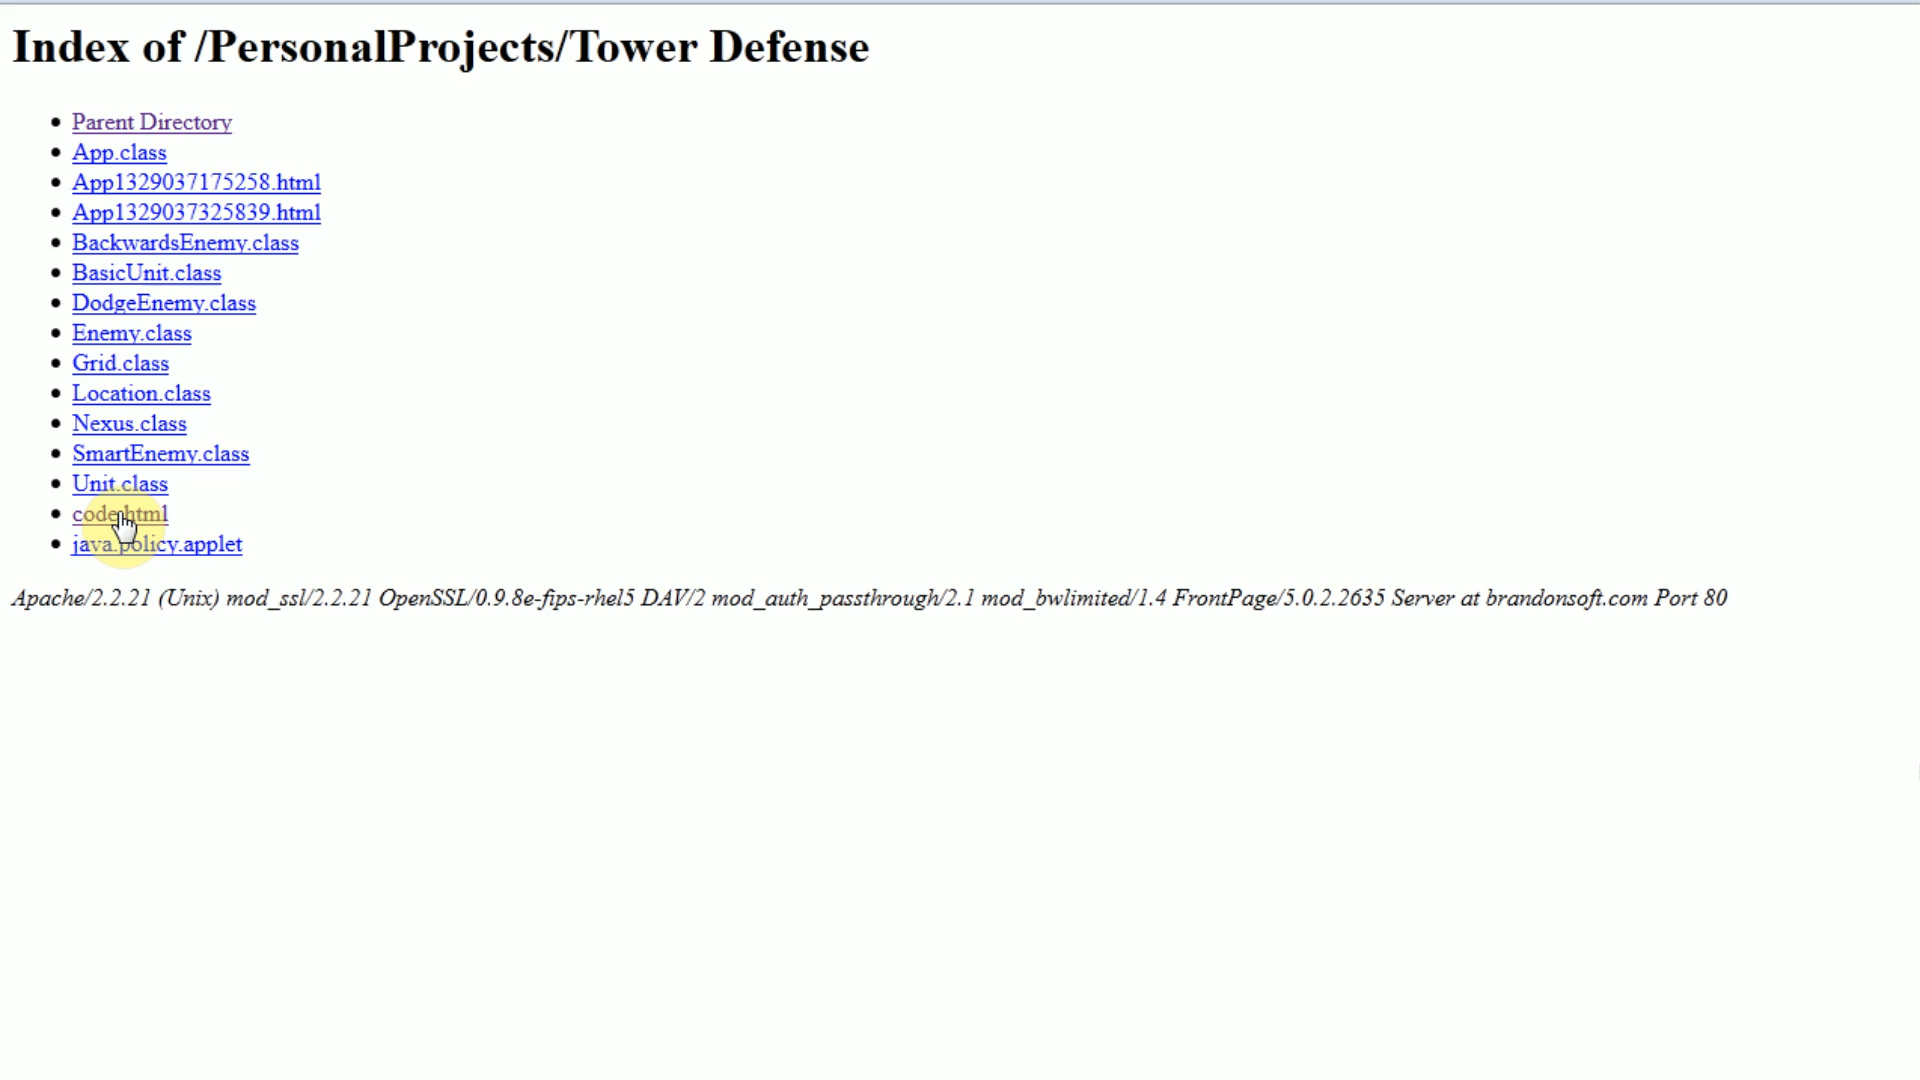 Index of /PersonalProjects/Tower Defense
Parent Directory
App.class
App1329037175258.html
App1329037325839.html
BackwardsEnemy.class
BasicUnit.class
DodgeEnemy.class
Enemy.class
Grid.class
Location.class
Nexus.class
SmartEnemy.class
Unit.class
code.html
java.policy.applet
Apache/2.2.21 (Unix) mod_ssl/2.2.21 OpenSSL/0.9.8e-fips-rhel5 DAV/2 mod_auth_passthrough/2.1 mod_bwlimited/1.4 FrontPage/5.0.2.2635 Server at brandonsoft.com Port 80